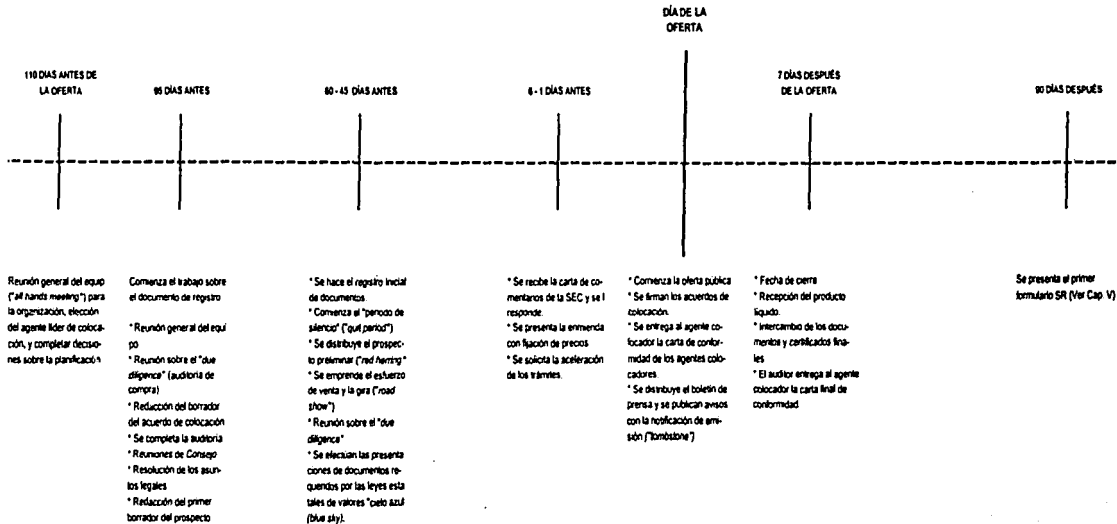 DÍA DE LA
OFERTA
110 DIAS ANTES DE
LA OFERTA
95 DÍAS ANTES
60 - 45 DÍAS ANTES
6 - 1 DÍAS ANTES
7 DÍAS DESPUÉS
DE LA OFERTA
90 DÍAS DESPUÉS
Reunión general del equip
("all hands meeting") para
la organización, elección
del agente líder de coloca-
ción, y completar decisio-
nes sobre la planificación
Comienza el trabajo sobre
el documento de registro
* Reunión general del equi
po
* Reunión sobre el "due
diligence" (auditoría de
compra)
* Redacción del borrador
del acuerdo de colocación
* Se completa la auditoría
* Reuniones de Consejo
* Resolución de los asun-
tos legales
* Redacción del primer
borrador del prospecto
* Se hace el registro inicial
de documentos.
* Comienza el "periodo de
silencio" ("quit period")
* Se distribuye el prospec-
to preliminar ("red herring"
* Se emprende el esfuerzo
de venta y la gira ("road
show")
* Reunión sobre el "due
diligence"
* Se efectúan las presenta
ciones de documentos re-
queridos por las leyes esta
tales de valores "cielo azul
(blue sky).
* Se recibe la carta de co-
mentarios de la SEC y se l
responde.
* Se presenta la enmienda
con fijación de precios
* Se solicita la aceleración
de los trámites.
* Comienza la oferta pública
* Se firman los acuerdos de
colocación.
* Se entrega al agente co-
locador la carta de confor-
midad de los agentes colo-
cadores.
* Se distribuye el boletín de
prensa y se publican avisos
con la notificación de emi-
sión ("tombstone")
* Fecha de cierre
* Recepción del producto
líquido.
* Intercambio de los docu-
mentos y certificados fina-
les
* El auditor entrega al agente
colocador la carta final de
conformidad.
Se presenta el primer
formulario SR (Ver Cap. V)